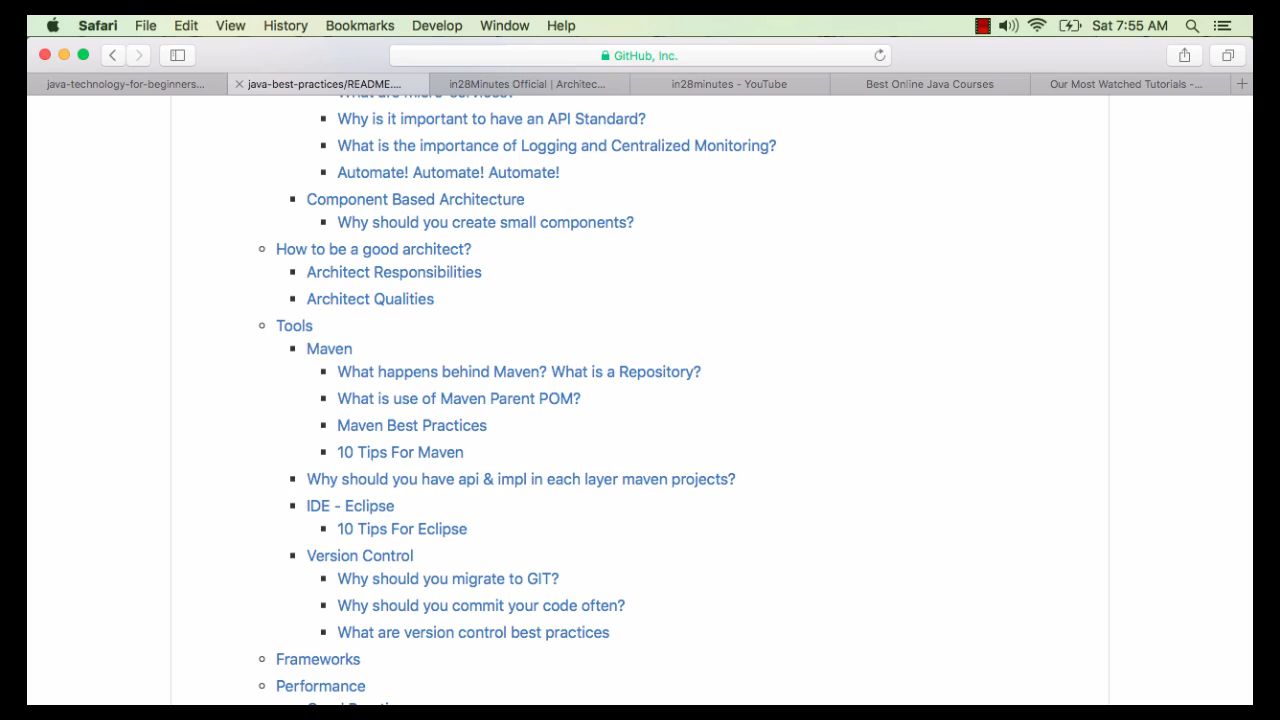 Safari File Edit View History Bookmarks Develop Window Help Sat 7:55 AM
GitHub, Inc.
java-technology-for-beginners... java-best-practices/README.... in28Minutes Official | Architec... in28minutes - YouTube Best Online Java Courses Our Most Watched Tutorials -...
Why is it important to have an API Standard?
What is the importance of Logging and Centralized Monitoring?
Automate! Automate! Automate!
Component Based Architecture
Why should you create small components?
How to be a good architect?
Architect Responsibilities
Architect Qualities
Tools
Maven
What happens behind Maven? What is a Repository?
What is use of Maven Parent POM?
Maven Best Practices
10 Tips For Maven
Why should you have api & impl in each layer maven projects?
IDE - Eclipse
10 Tips For Eclipse
Version Control
Why should you migrate to GIT?
Why should you commit your code often?
What are version control best practices
Frameworks
Performance